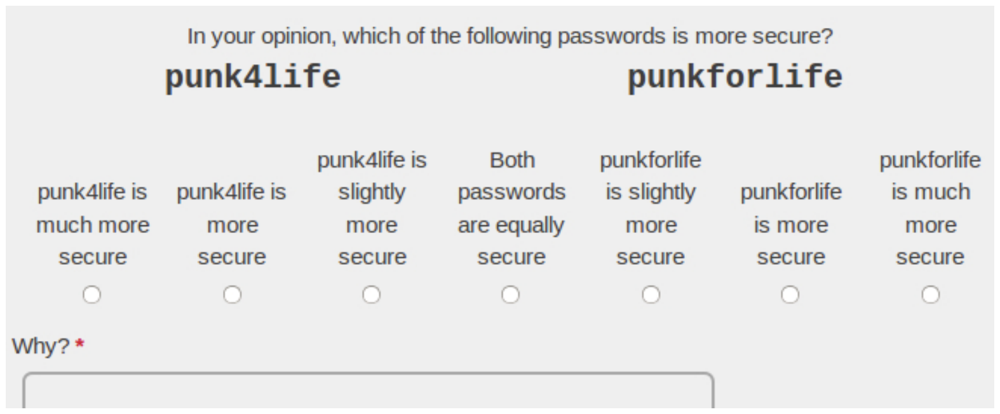 In your opinion, which of the following passwords is more secure?
punk4life
punkforlife
punk4life is
much more
secure
punk4life is
more
secure
punk4life is
slightly
more
secure
Both
passwords
are equally
secure
punkforlife
is slightly
more
secure
punkforlife
is more
secure
punkforlife
is much
more
secure
Why? *